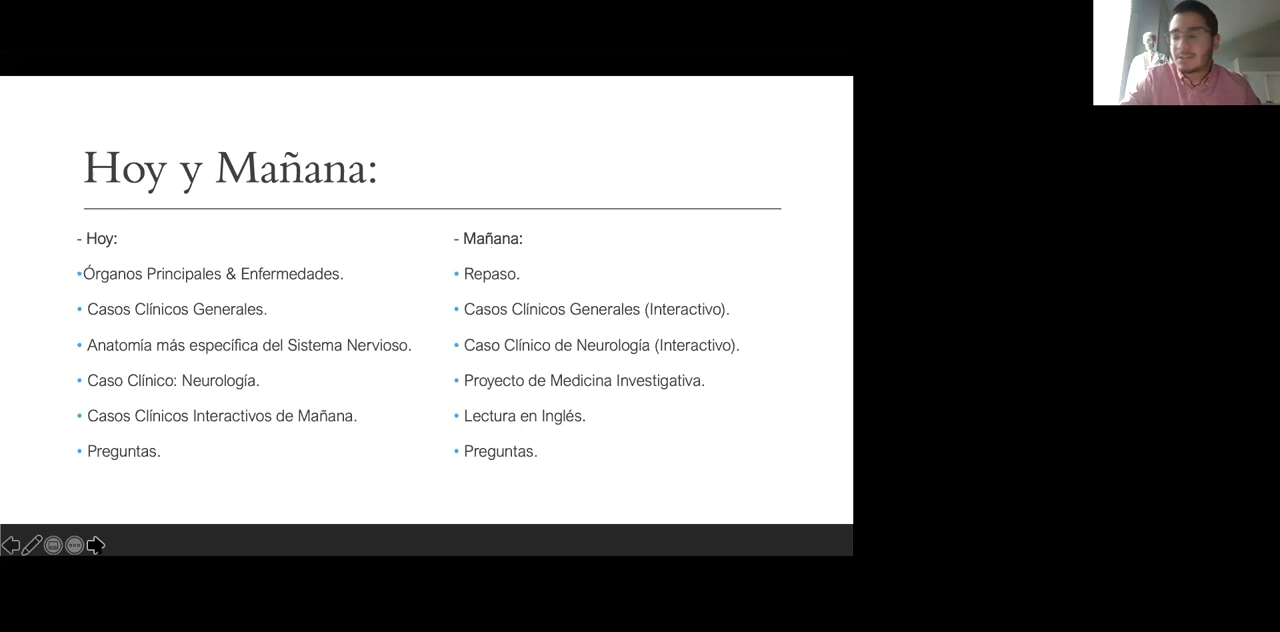 Hoy y Mañana:
- Hoy:
•Órganos Principales & Enfermedades.
• Casos Clínicos Generales.
• Anatomía más específica del Sistema Nervioso.
• Caso Clínico: Neurología.
• Casos Clínicos Interactivos de Mañana.
• Preguntas.
- Mañana:
• Repaso.
• Casos Clínicos Generales (Interactivo).
• Caso Clínico de Neurología (Interactivo).
• Proyecto de Medicina Investigativa.
• Lectura en Inglés.
• Preguntas.